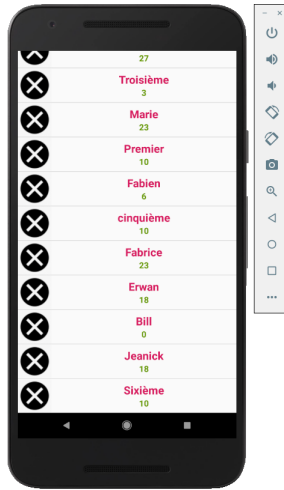 27
Troisième
3
Marie
23
Premier
10
Fabien
6
cinquième
10
Fabrice
23
Erwan
18
Bill
0
Jeanick
18
Sixième
10